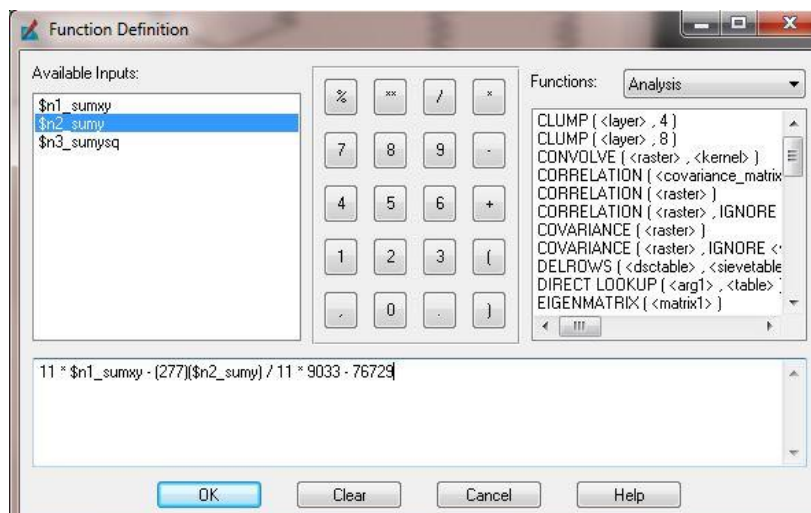 Function Definition
Available Inputs:
$n1_sumxy
$n2_sumy
$n3_sumysq
% ** / *
7 8 9 -
4 5 6 +
1 2 3 (
, 0 . )
Functions: Analysis
CLUMP ( <layer> , 4 )
CLUMP ( <layer> , 8 )
CONVOLVE ( <raster> , <kernel> )
CORRELATION ( <covariance_matrix
CORRELATION ( <raster> )
CORRELATION ( <raster> , IGNORE
COVARIANCE ( <raster> )
COVARIANCE ( <raster> , IGNORE <
DELROWS ( <dsctable> , <sievetable
DIRECT LOOKUP ( <arg1> , <table>
EIGENMATRIX ( <matrix1> )
11 * $n1_sumxy - (277)($n2_sumy) / 11 * 9033 - 76729
OK Clear Cancel Help